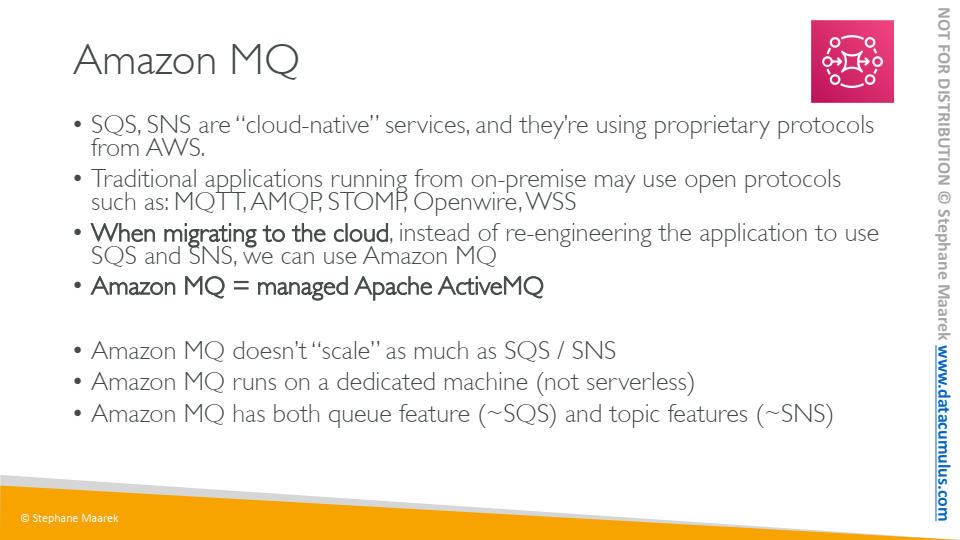 Amazon MQ
• SQS, SNS are “cloud-native” services, and they’re using proprietary protocols
from AWS.
• Traditional applications running from on-premise may use open protocols
such as: MQTT, AMQP, STOMP, Openwire, WSS
• When migrating to the cloud, instead of re-engineering the application to use
SQS and SNS, we can use Amazon MQ
• Amazon MQ = managed Apache ActiveMQ
• Amazon MQ doesn’t “scale” as much as SQS / SNS
• Amazon MQ runs on a dedicated machine (not serverless)
• Amazon MQ has both queue feature (~SQS) and topic features (~SNS)
© Stephane Maarek
NOT FOR DISTRIBUTION © Stephane Maarek www.datacumulus.com